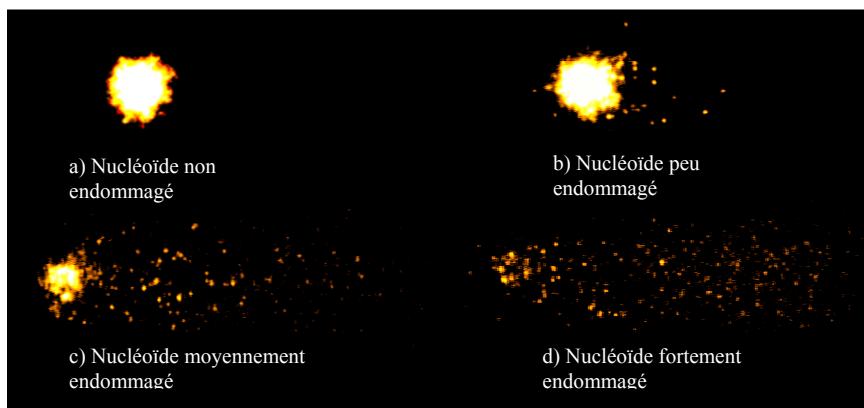 a) Nucléoïde non
endommagé
b) Nucléoïde peu
endommagé
c) Nucléoïde moyennement
endommagé
d) Nucléoïde fortement
endommagé